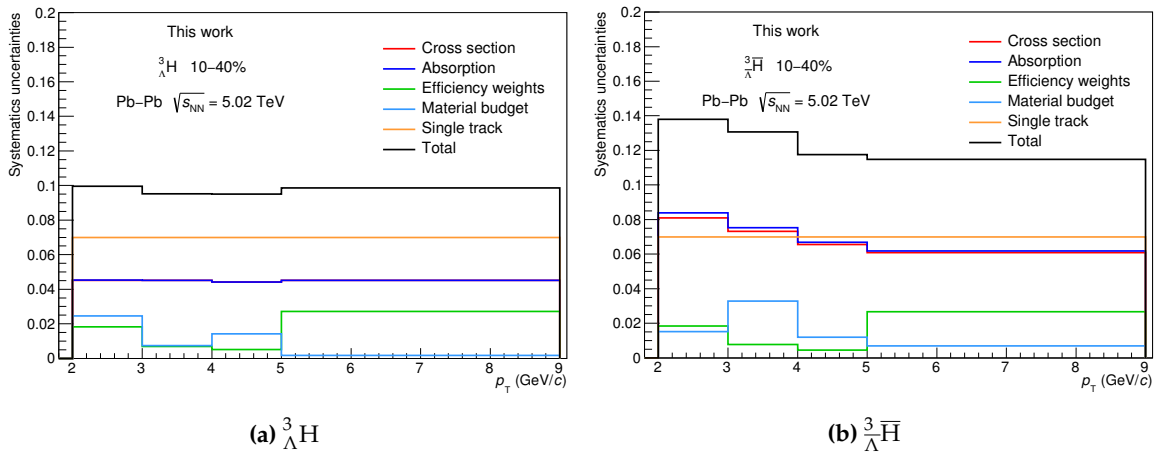 Systematics uncertainties
0.2
0.18
0.16
0.14
0.12
0.1
0.08
0.06
0.04
0.02
0
This work
³ΛH 10−40%
Pb−Pb √sNN = 5.02 TeV
Cross section
Absorption
Efficiency weights
Material budget
Single track
Total
2 3 4 5 6 7 8 9
pT (GeV/c)
(a) ³ΛH
Systematics uncertainties
0.2
0.18
0.16
0.14
0.12
0.1
0.08
0.06
0.04
0.02
0
This work
³Λ̅H̅ 10−40%
Pb−Pb √sNN = 5.02 TeV
Cross section
Absorption
Efficiency weights
Material budget
Single track
Total
2 3 4 5 6 7 8 9
pT (GeV/c)
(b) ³Λ̅H̅